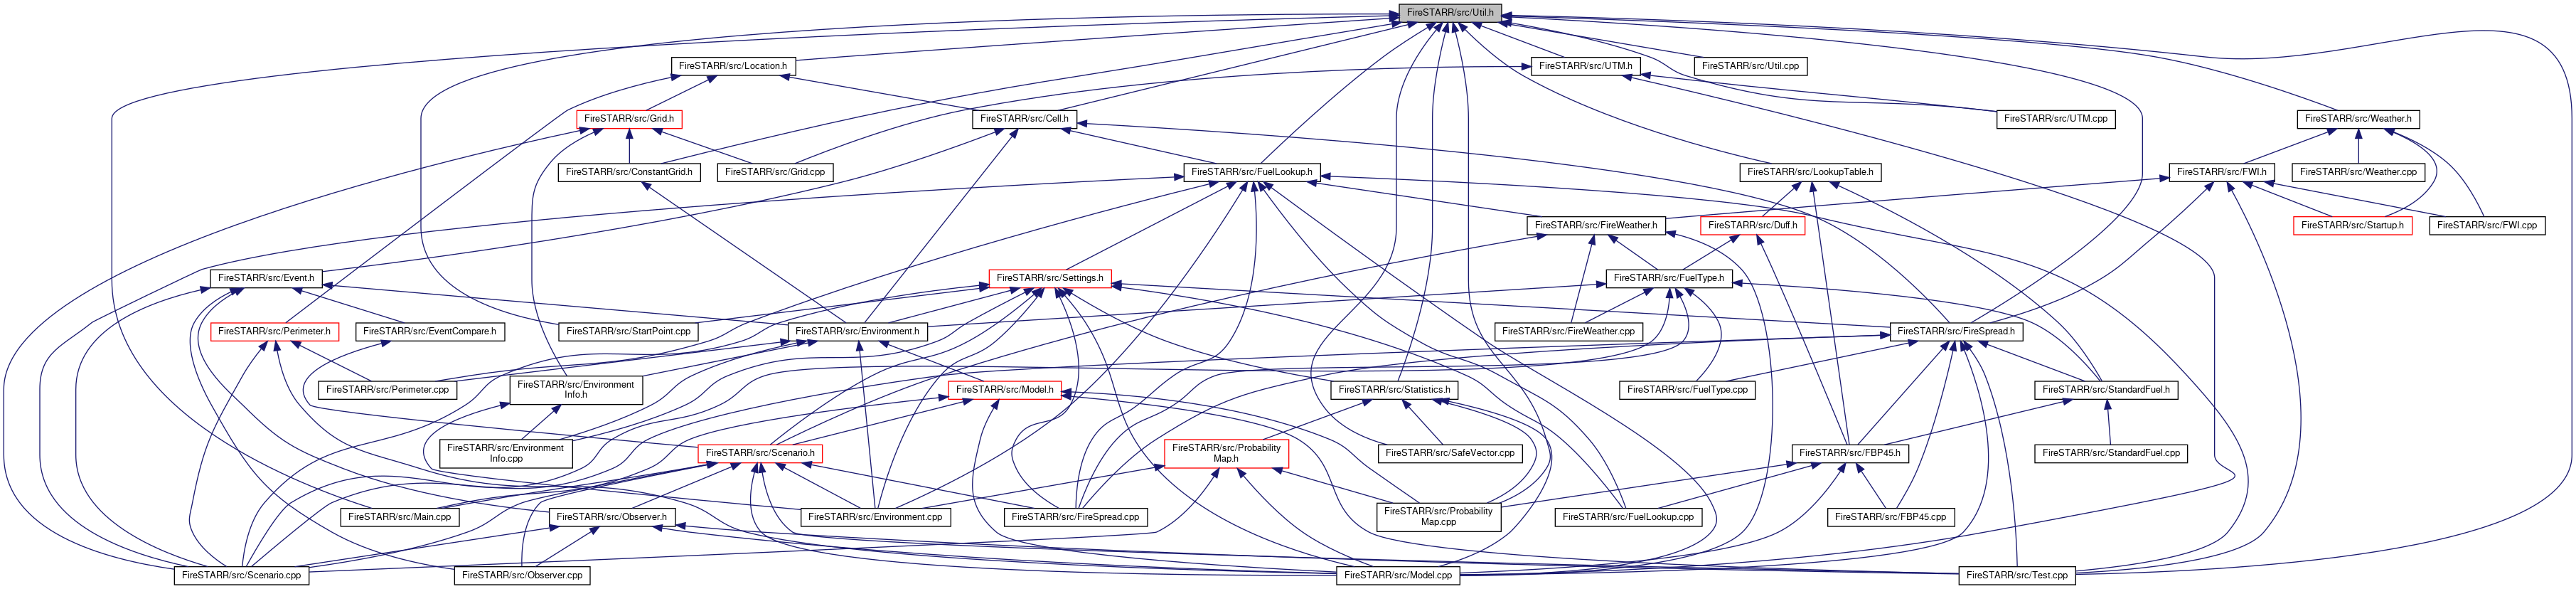 FireSTARR/src/Util.h
FireSTARR/src/Location.h
FireSTARR/src/UTM.h
FireSTARR/src/Util.cpp
FireSTARR/src/Grid.h
FireSTARR/src/Cell.h
FireSTARR/src/UTM.cpp
FireSTARR/src/Weather.h
FireSTARR/src/ConstantGrid.h
FireSTARR/src/Grid.cpp
FireSTARR/src/FuelLookup.h
FireSTARR/src/LookupTable.h
FireSTARR/src/FWI.h
FireSTARR/src/Weather.cpp
FireSTARR/src/FireWeather.h
FireSTARR/src/Duff.h
FireSTARR/src/Startup.h
FireSTARR/src/FWI.cpp
FireSTARR/src/Event.h
FireSTARR/src/Settings.h
FireSTARR/src/FuelType.h
FireSTARR/src/Perimeter.h
FireSTARR/src/EventCompare.h
FireSTARR/src/StartPoint.cpp
FireSTARR/src/Environment.h
FireSTARR/src/FireWeather.cpp
FireSTARR/src/FireSpread.h
FireSTARR/src/Perimeter.cpp
FireSTARR/src/Environment
Info.h
FireSTARR/src/Model.h
FireSTARR/src/Statistics.h
FireSTARR/src/FuelType.cpp
FireSTARR/src/StandardFuel.h
FireSTARR/src/Environment
Info.cpp
FireSTARR/src/Scenario.h
FireSTARR/src/Probability
Map.h
FireSTARR/src/SafeVector.cpp
FireSTARR/src/FBP45.h
FireSTARR/src/StandardFuel.cpp
FireSTARR/src/Main.cpp
FireSTARR/src/Observer.h
FireSTARR/src/Environment.cpp
FireSTARR/src/FireSpread.cpp
FireSTARR/src/Probability
Map.cpp
FireSTARR/src/FuelLookup.cpp
FireSTARR/src/FBP45.cpp
FireSTARR/src/Scenario.cpp
FireSTARR/src/Observer.cpp
FireSTARR/src/Model.cpp
FireSTARR/src/Test.cpp